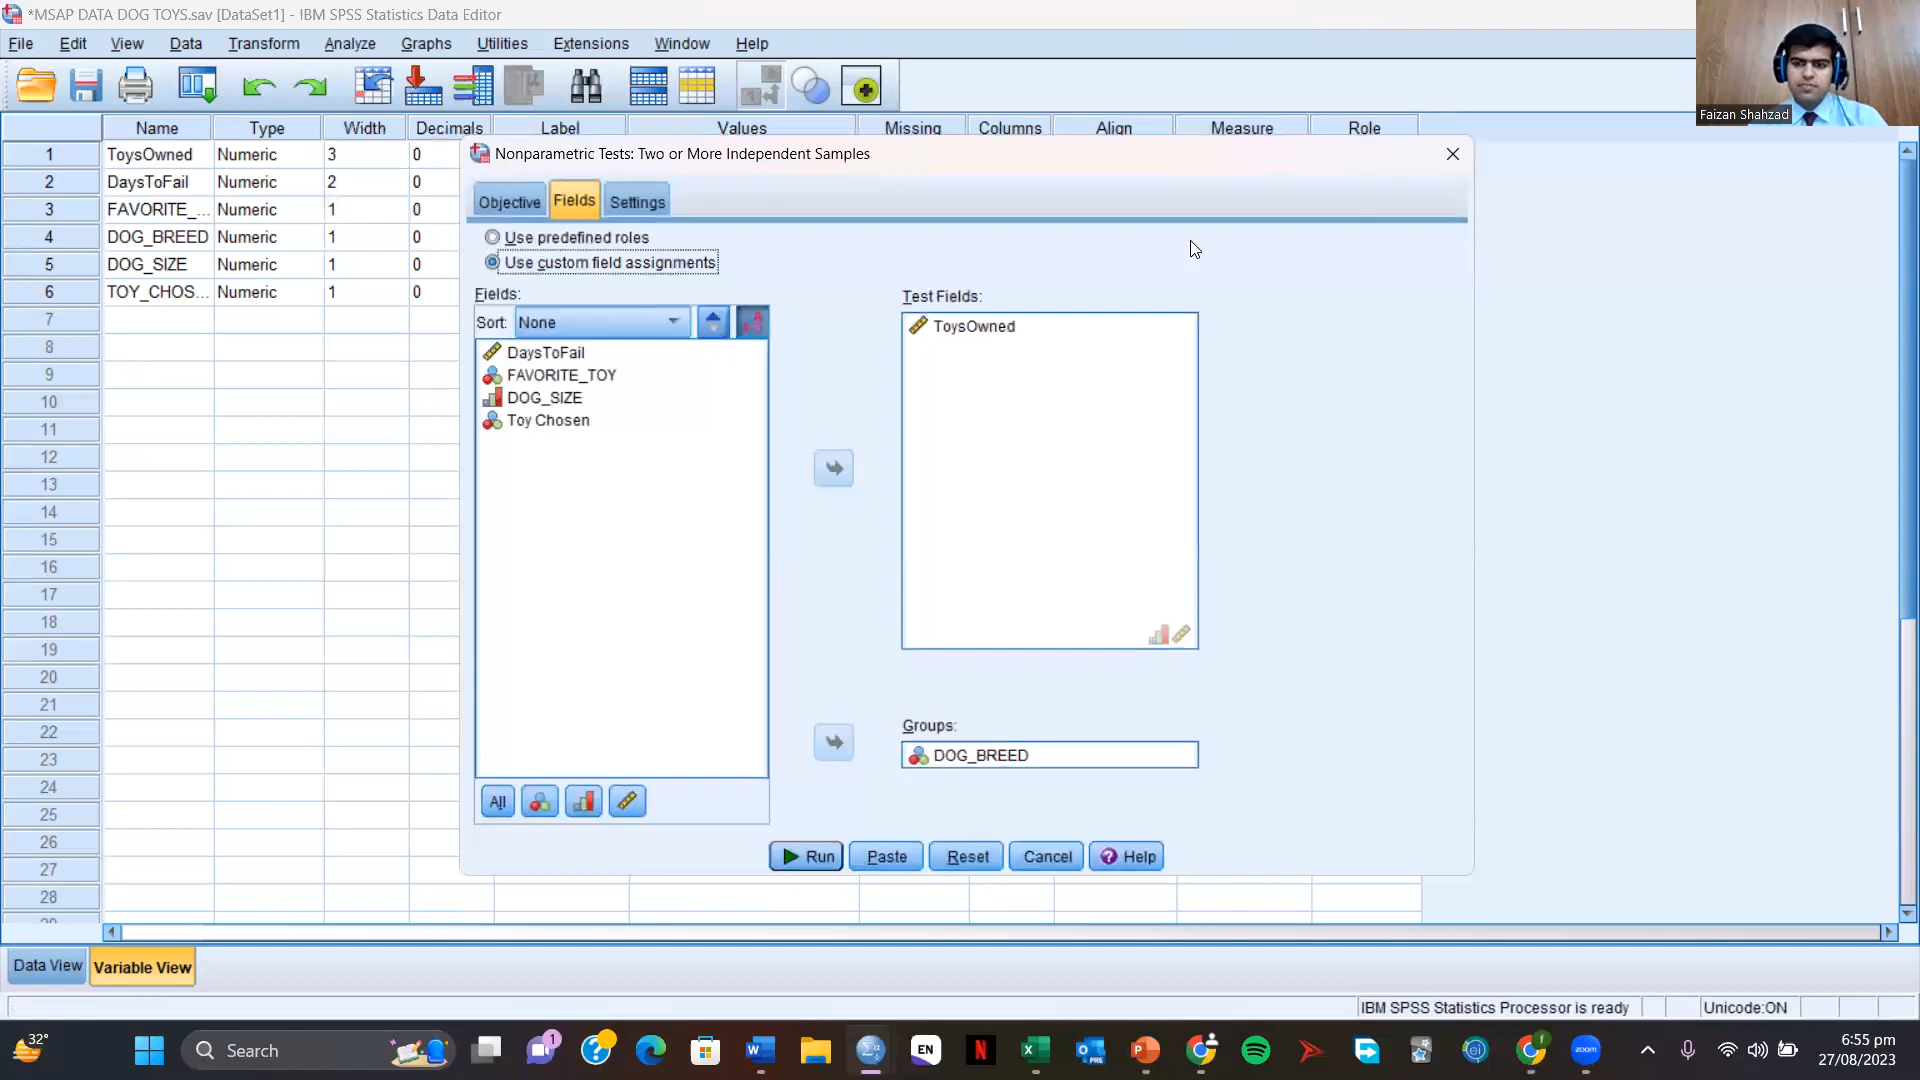 *MSAP DATA DOG TOYS.sav [DataSet1] - IBM SPSS Statistics Data Editor
File Edit View Data Transform Analyze Graphs Utilities Extensions Window Help
Faizan Shahzad
Name Type Width Decimals Label Values Missing Columns Align Measure Role
1 ToysOwned Numeric 3 0
2 DaysToFail Numeric 2 0
3 FAVORITE_... Numeric 1 0
4 DOG_BREED Numeric 1 0
5 DOG_SIZE Numeric 1 0
6 TOY_CHOS... Numeric 1 0
7
8
9
10
11
12
13
14
15
16
17
18
19
20
21
22
23
24
25
26
27
28
29
Nonparametric Tests: Two or More Independent Samples
Objective Fields Settings
Use predefined roles
Use custom field assignments
Fields:
Sort: None
DaysToFail
FAVORITE_TOY
DOG_SIZE
Toy Chosen
All
Test Fields:
ToysOwned
Groups:
DOG_BREED
Run Paste Reset Cancel Help
Data View Variable View
IBM SPSS Statistics Processor is ready Unicode:ON
32°
Search
1
EN
N
zoom
6:55 pm
27/08/2023